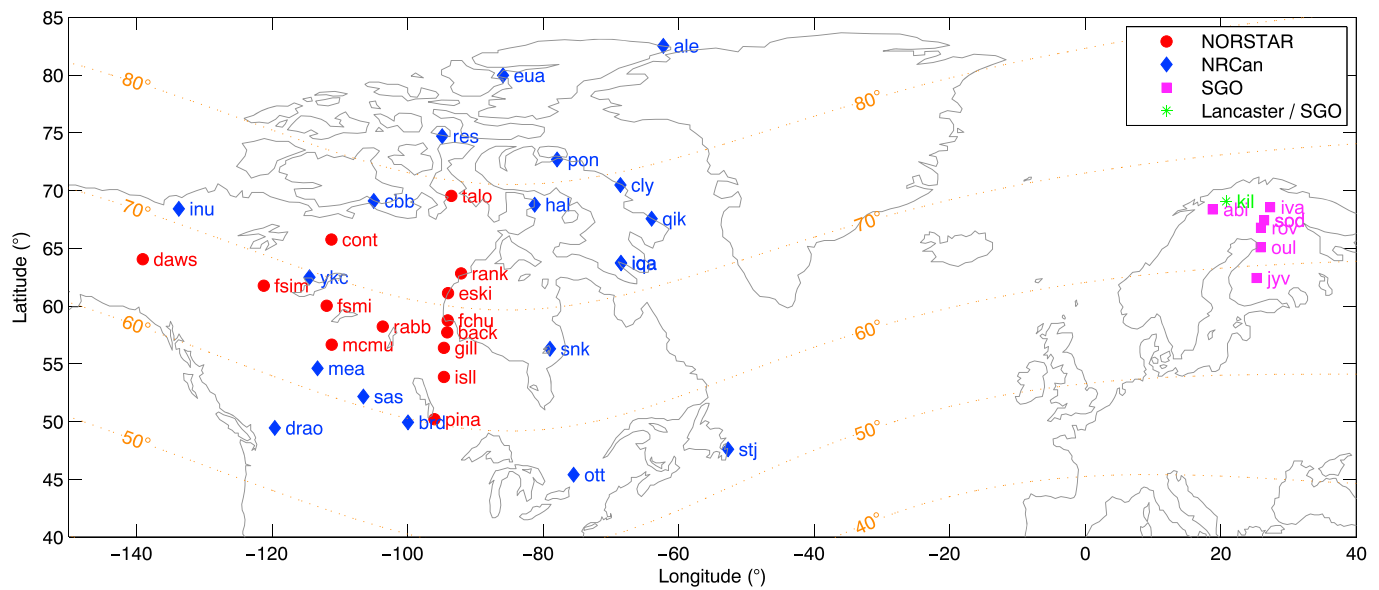 85
80
75
70
65
60
55
50
45
40
Latitude (°)
−140
−120
−100
−80
−60
−40
−20
0
20
40
Longitude (°)
NORSTAR
NRCan
SGO
Lancaster / SGO
80°
70°
60°
50°
80°
70°
60°
50°
40°
ale
eua
res
pon
cly
inu
cbb
talo
hal
qik
cont
daws
fsim
ykc
rank
iqa
fsmi
eski
rabb
fchu
back
mcmu
gill
snk
mea
isll
sas
drao
brd
pina
ott
stj
kil
abi
iva
sod
rov
oul
jyv